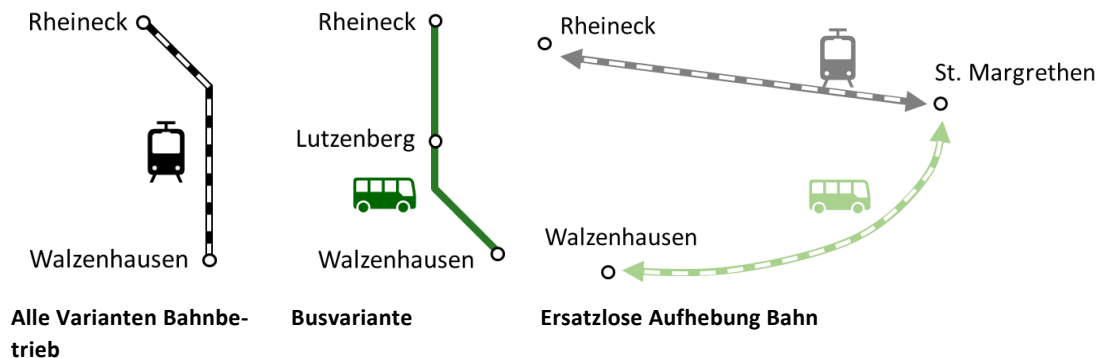 Rheineck
Walzenhausen
Alle Varianten Bahnbe-
trieb
Rheineck
Lutzenberg
Walzenhausen
Busvariante
Rheineck
St. Margrethen
Walzenhausen
Ersatzlose Aufhebung Bahn